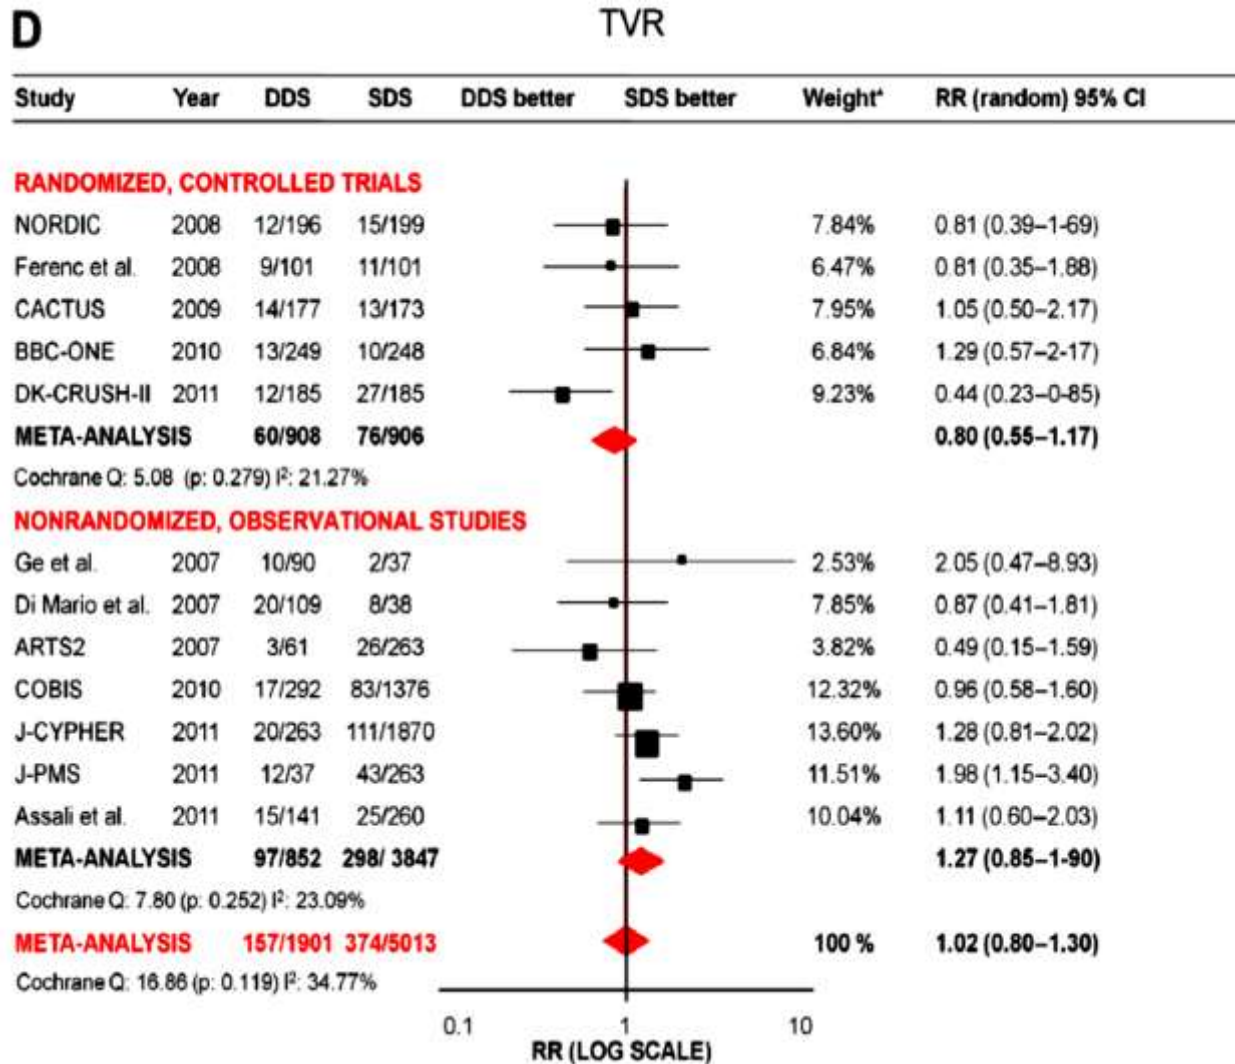 D
TVR
Study Year DDS SDS DDS better SDS better Weight* RR (random) 95% CI
RANDOMIZED, CONTROLLED TRIALS
NORDIC 2008 12/196 15/199 7.84% 0.81 (0.39–1-69)
Ferenc et al. 2008 9/101 11/101 6.47% 0.81 (0.35–1.88)
CACTUS 2009 14/177 13/173 7.95% 1.05 (0.50–2.17)
BBC-ONE 2010 13/249 10/248 6.84% 1.29 (0.57–2-17)
DK-CRUSH-II 2011 12/185 27/185 9.23% 0.44 (0.23–0-85)
META-ANALYSIS 60/908 76/906 0.80 (0.55–1.17)
Cochrane Q: 5.08 (p: 0.279) I²: 21.27%
NONRANDOMIZED, OBSERVATIONAL STUDIES
Ge et al. 2007 10/90 2/37 2.53% 2.05 (0.47–8.93)
Di Mario et al. 2007 20/109 8/38 7.85% 0.87 (0.41–1.81)
ARTS2 2007 3/61 26/263 3.82% 0.49 (0.15–1.59)
COBIS 2010 17/292 83/1376 12.32% 0.96 (0.58–1.60)
J-CYPHER 2011 20/263 111/1870 13.60% 1.28 (0.81–2.02)
J-PMS 2011 12/37 43/263 11.51% 1.98 (1.15–3.40)
Assali et al. 2011 15/141 25/260 10.04% 1.11 (0.60–2.03)
META-ANALYSIS 97/852 298/ 3847 1.27 (0.85–1-90)
Cochrane Q: 7.80 (p: 0.252) I²: 23.09%
META-ANALYSIS 157/1901 374/5013 100 % 1.02 (0.80–1.30)
Cochrane Q: 16.86 (p: 0.119) I²: 34.77%
0.1 1 10
RR (LOG SCALE)